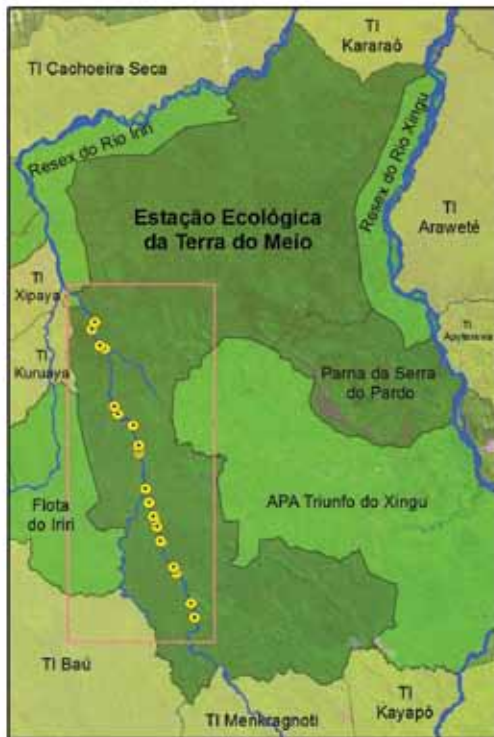 TI
Kararaô
TI Cachoeira Seca
Resex do Rio Iriri
Resex do Rio Xingu
Estação Ecológica
da Terra do Meio
TI
Araweté
TI
Xipaya
TI
TI
Kuruaya
Parna da Serra
do Pardo
APA Triunfo do Xingu
Flota
do Iriri
TI Baú
TI Menkragnoti
TI
Kayapó